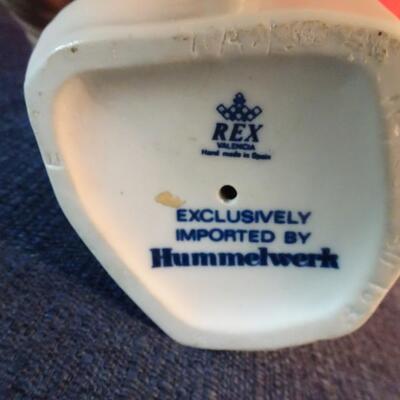 REX
VALENCIA
Hand made in Spain
EXCLUSIVELY
IMPORTED BY
Hummelwerk